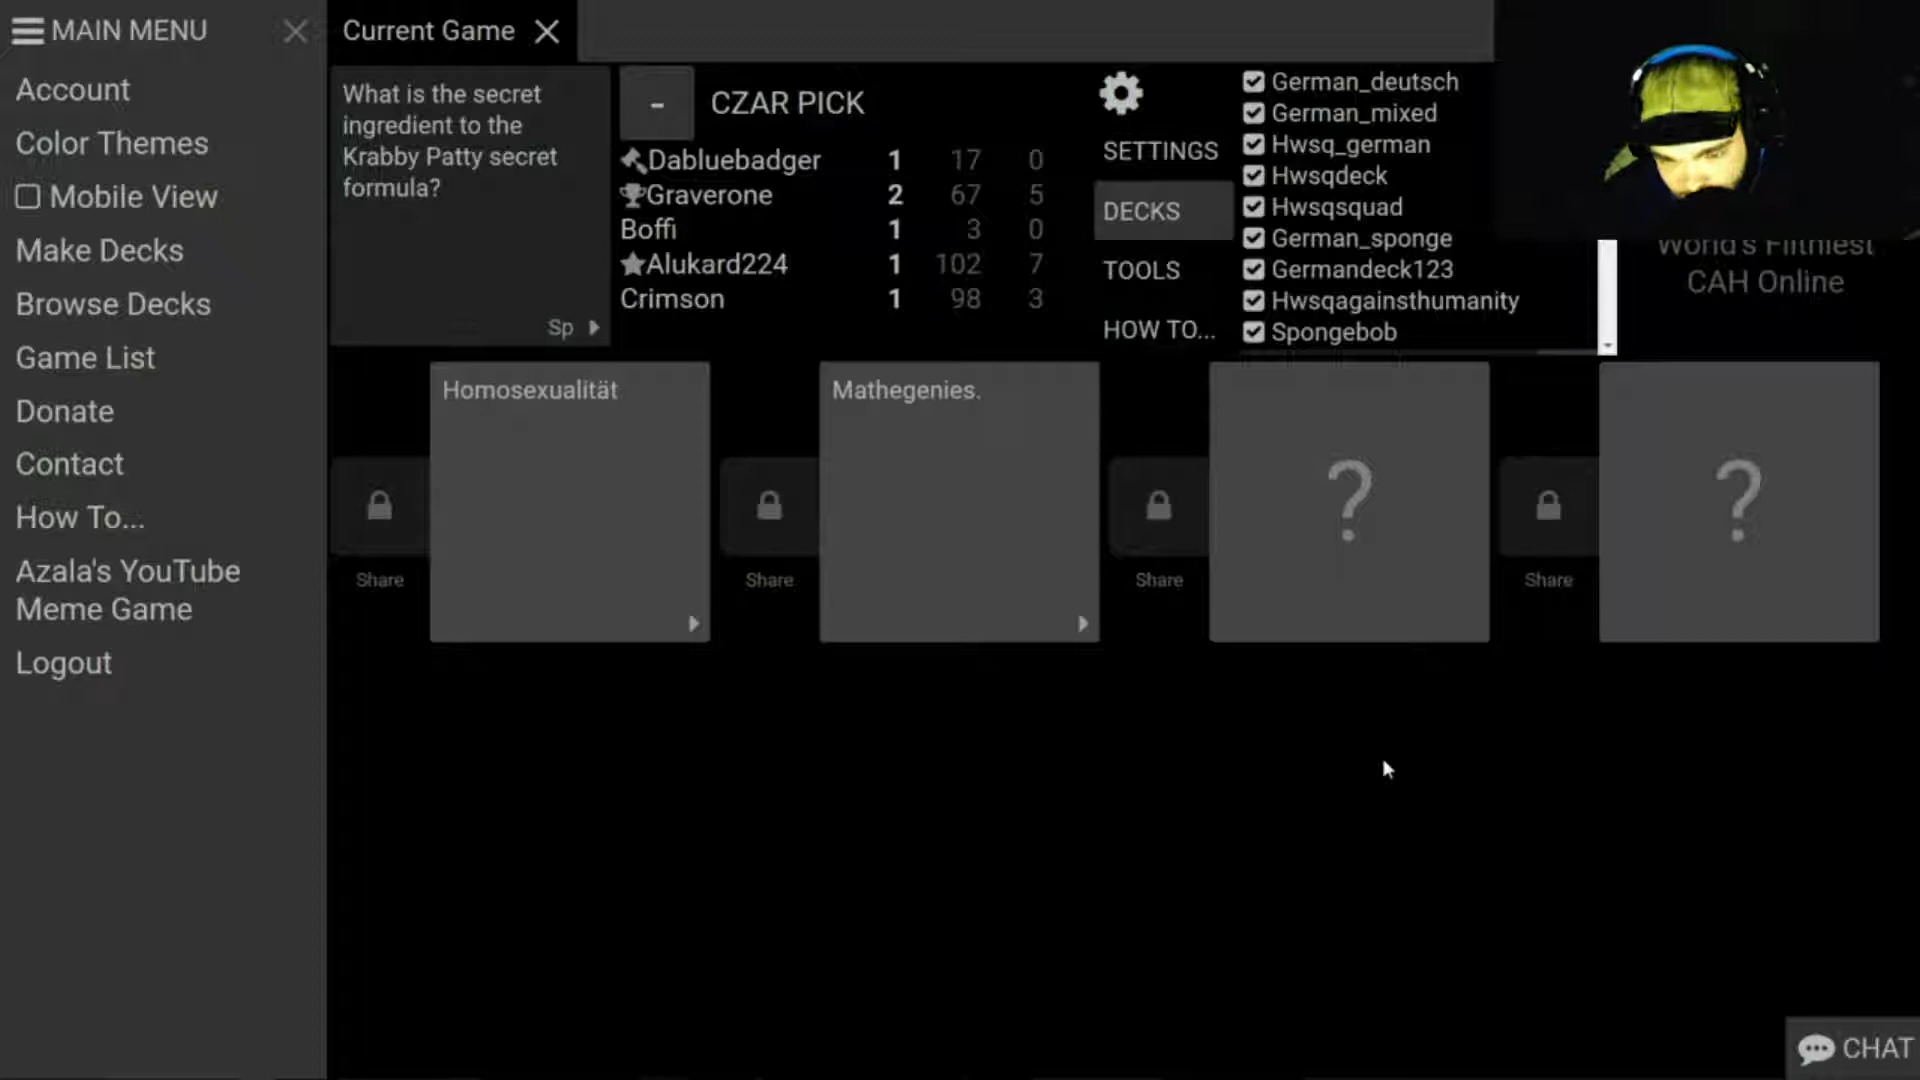 MAIN MENU
Account
Color Themes
Mobile View
Make Decks
Browse Decks
Game List
Donate
Contact
How To...
Azala's YouTube
Meme Game
Logout
Current Game
What is the secret
ingredient to the
Krabby Patty secret
formula?
Sp
-
CZAR PICK
Dabluebadger 1 17 0
Graverone 2 67 5
Boffi 1 3 0
Alukard224 1 102 7
Crimson 1 98 3
SETTINGS
DECKS
TOOLS
HOW TO...
German_deutsch
German_mixed
Hwsq_german
Hwsqdeck
Hwsqsquad
German_sponge
Germandeck123
Hwsqagainsthumanity
Spongebob
World's Filthiest
CAH Online
Share
Homosexualität
Share
Mathegenies.
Share
?
Share
?
CHAT